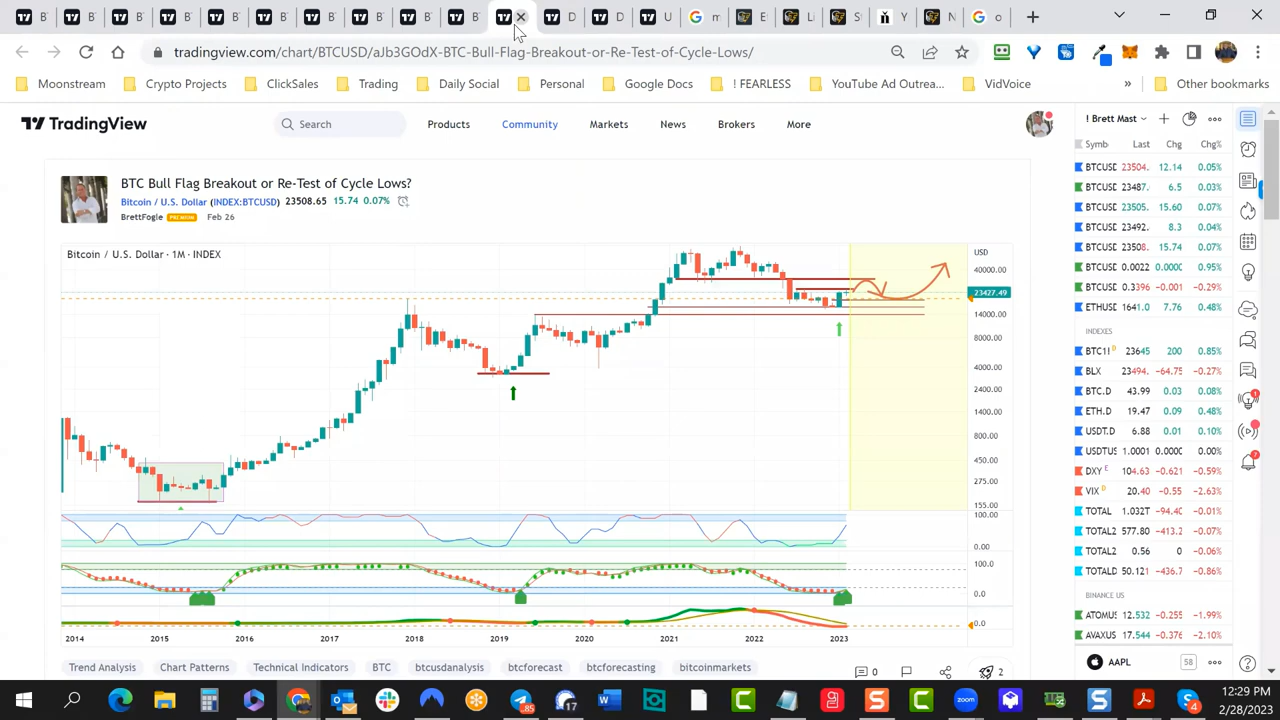 tradingview.com/chart/BTCUSD/aJb3GOdX-BTC-Bull-Flag-Breakout-or-Re-Test-of-Cycle-Lows/
Moonstream Crypto Projects ClickSales Trading Daily Social Personal Google Docs ! FEARLESS YouTube Ad Outrea... VidVoice » Other bookmarks
TradingView
Search
Products Community Markets News Brokers More
BTC Bull Flag Breakout or Re-Test of Cycle Lows?
Bitcoin / U.S. Dollar (INDEX:BTCUSD) 23508.65 15.74 0.07%
BrettFogle PREMIUM Feb 26
Bitcoin / U.S. Dollar · 1M · INDEX
USD
40000.00
23427.49
14000.00
8000.00
4000.00
2400.00
1400.00
800.00
450.00
275.00
155.00
100.00
0.00
100.0
0.0
0.0
2014 2015 2016 2017 2018 2019 2020 2021 2022 2023
Trend Analysis Chart Patterns Technical Indicators BTC btcusdanalysis btcforecast btcforecasting bitcoinmarkets
0 2
! Brett Mast
Symb Last Chg Chg%
BTCUSD 23504. 12.14 0.05%
BTCUSD 23487. 6.5 0.03%
BTCUSD 23505. 15.60 0.07%
BTCUSD 23492. 8.3 0.04%
BTCUSD 23508. 15.74 0.07%
BTCUSD 0.0022 0.0000 0.95%
BTCUSD 0.3396 −0.001 −0.29%
ETHUSD 1641.0 7.76 0.48%
INDEXES
BTC1! D 23645 200 0.85%
BLX 23494. −64.75 −0.27%
BTC.D 43.99 0.03 0.08%
ETH.D 19.47 0.09 0.48%
USDT.D 6.88 0.01 0.10%
USDTUS 1.0001 0.0000 0.00%
DXY E 104.63 −0.621 −0.59%
VIX D 20.40 −0.55 −2.63%
TOTAL 1.032T −94.40 −0.01%
TOTAL2 577.80 −413.2 −0.07%
TOTAL2 0.56 0 −0.06%
TOTALD 50.121 −436.7 −0.86%
BINANCE US
ATOMUS 12.532 −0.255 −1.99%
AVAXUS 17.544 −0.376 −2.10%
AAPL 58
12:29 PM
2/28/2023